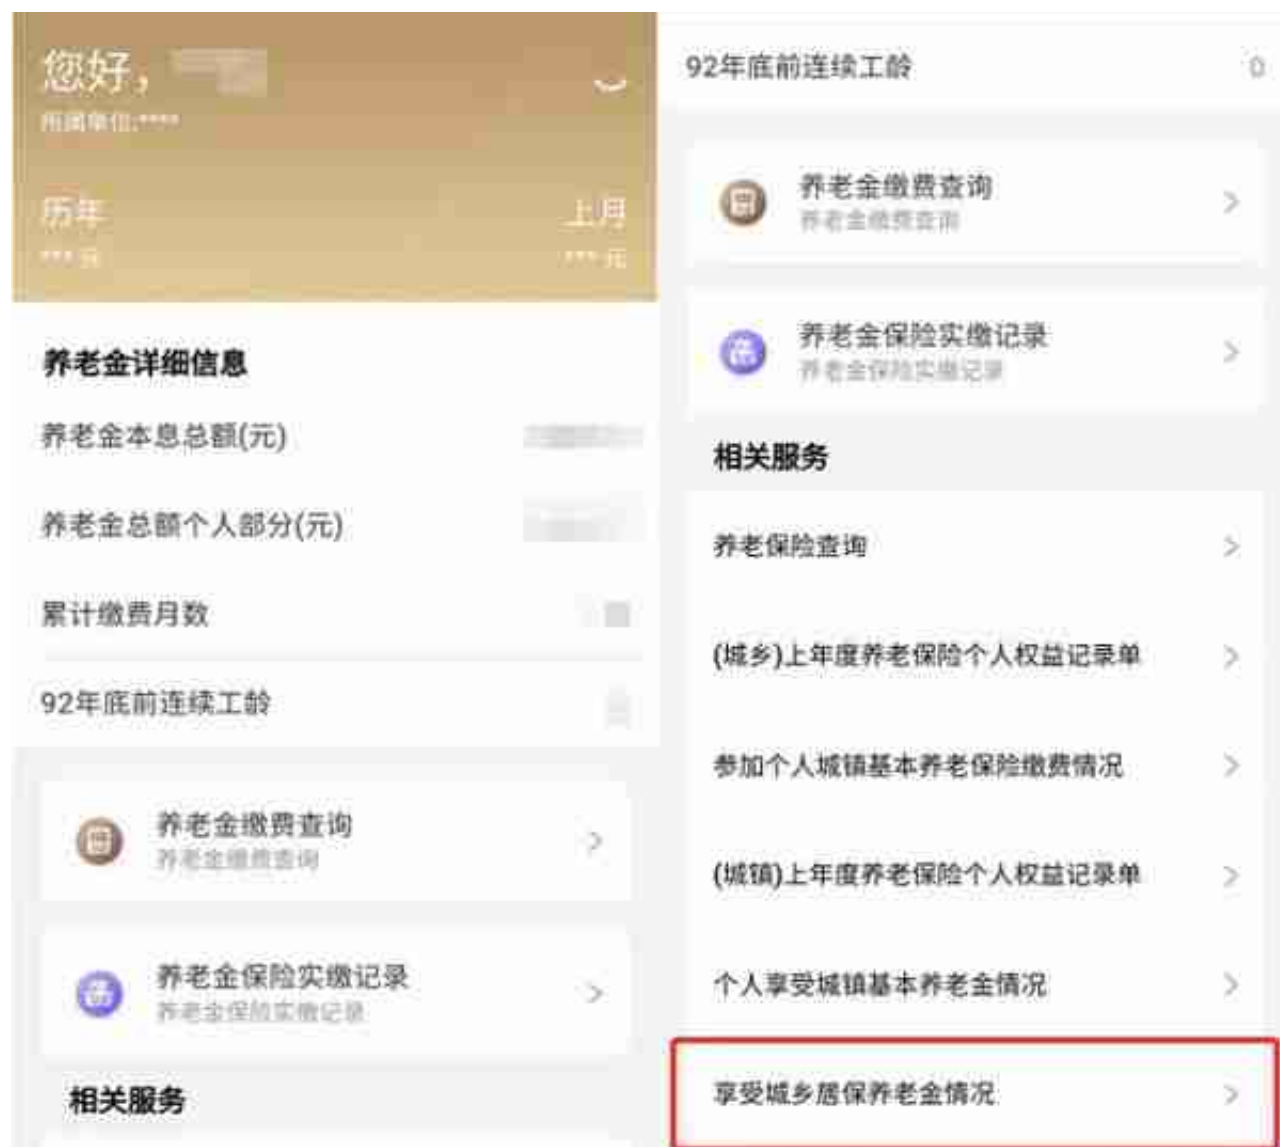 您好，
所属单位:****
历年
上月
*** 元
*** 元
养老金详细信息
养老金本息总额(元)
养老金总额个人部分(元)
累计缴费月数
92年底前连续工龄
养老金缴费查询
养老金缴费查询
养老金保险实缴记录
养老金保险实缴记录
相关服务
92年底前连续工龄
0
养老金缴费查询
养老金缴费查询
养老金保险实缴记录
养老金保险实缴记录
相关服务
养老保险查询
(城乡)上年度养老保险个人权益记录单
参加个人城镇基本养老保险缴费情况
(城镇)上年度养老保险个人权益记录单
个人享受城镇基本养老金情况
享受城乡居保养老金情况